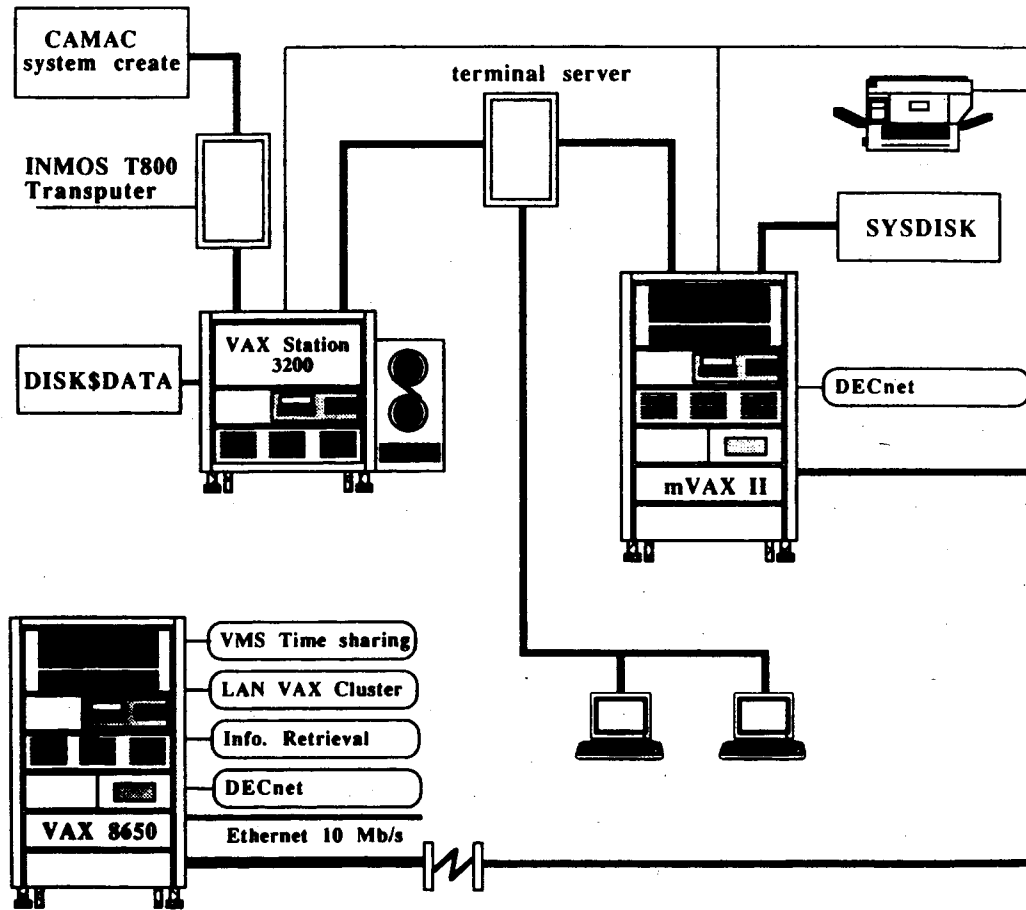 CAMAC
system create
terminal server
INMOS T800
Transputer
SYSDISK
VAX Station
3200
DISK$DATA
DECnet
mVAX II
VMS Time sharing
LAN VAX Cluster
Info. Retrieval
DECnet
VAX 8650
Ethernet 10 Mb/s